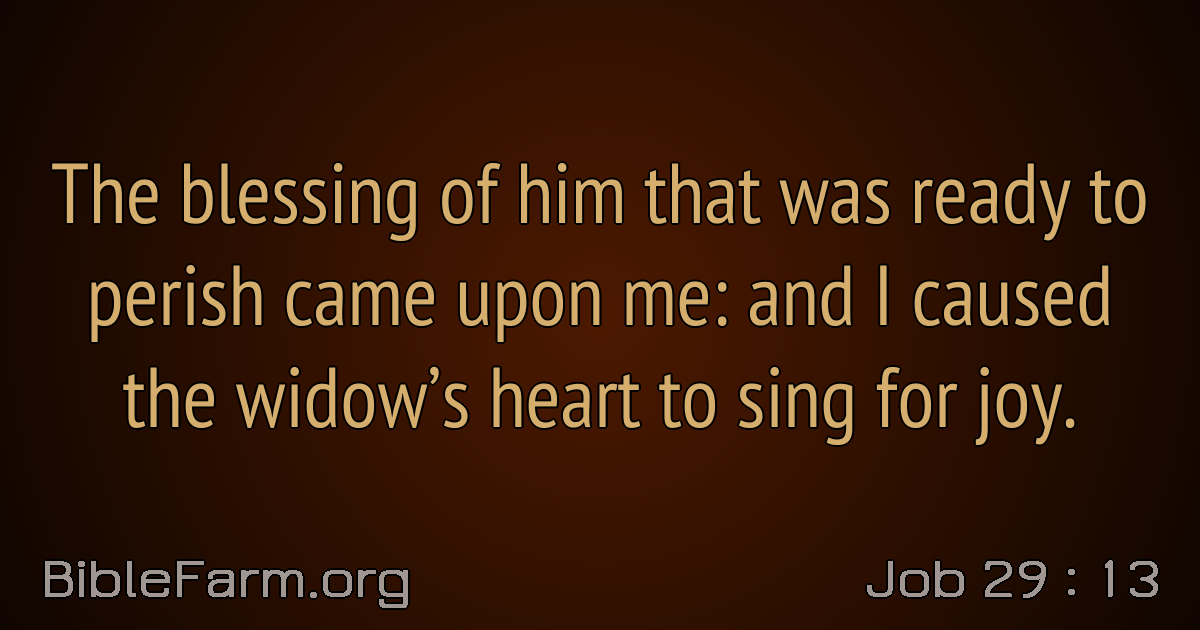 The blessing of him that was ready to
perish came upon me: and I caused
the widow’s heart to sing for joy.
BibleFarm.org
Job 29 : 13